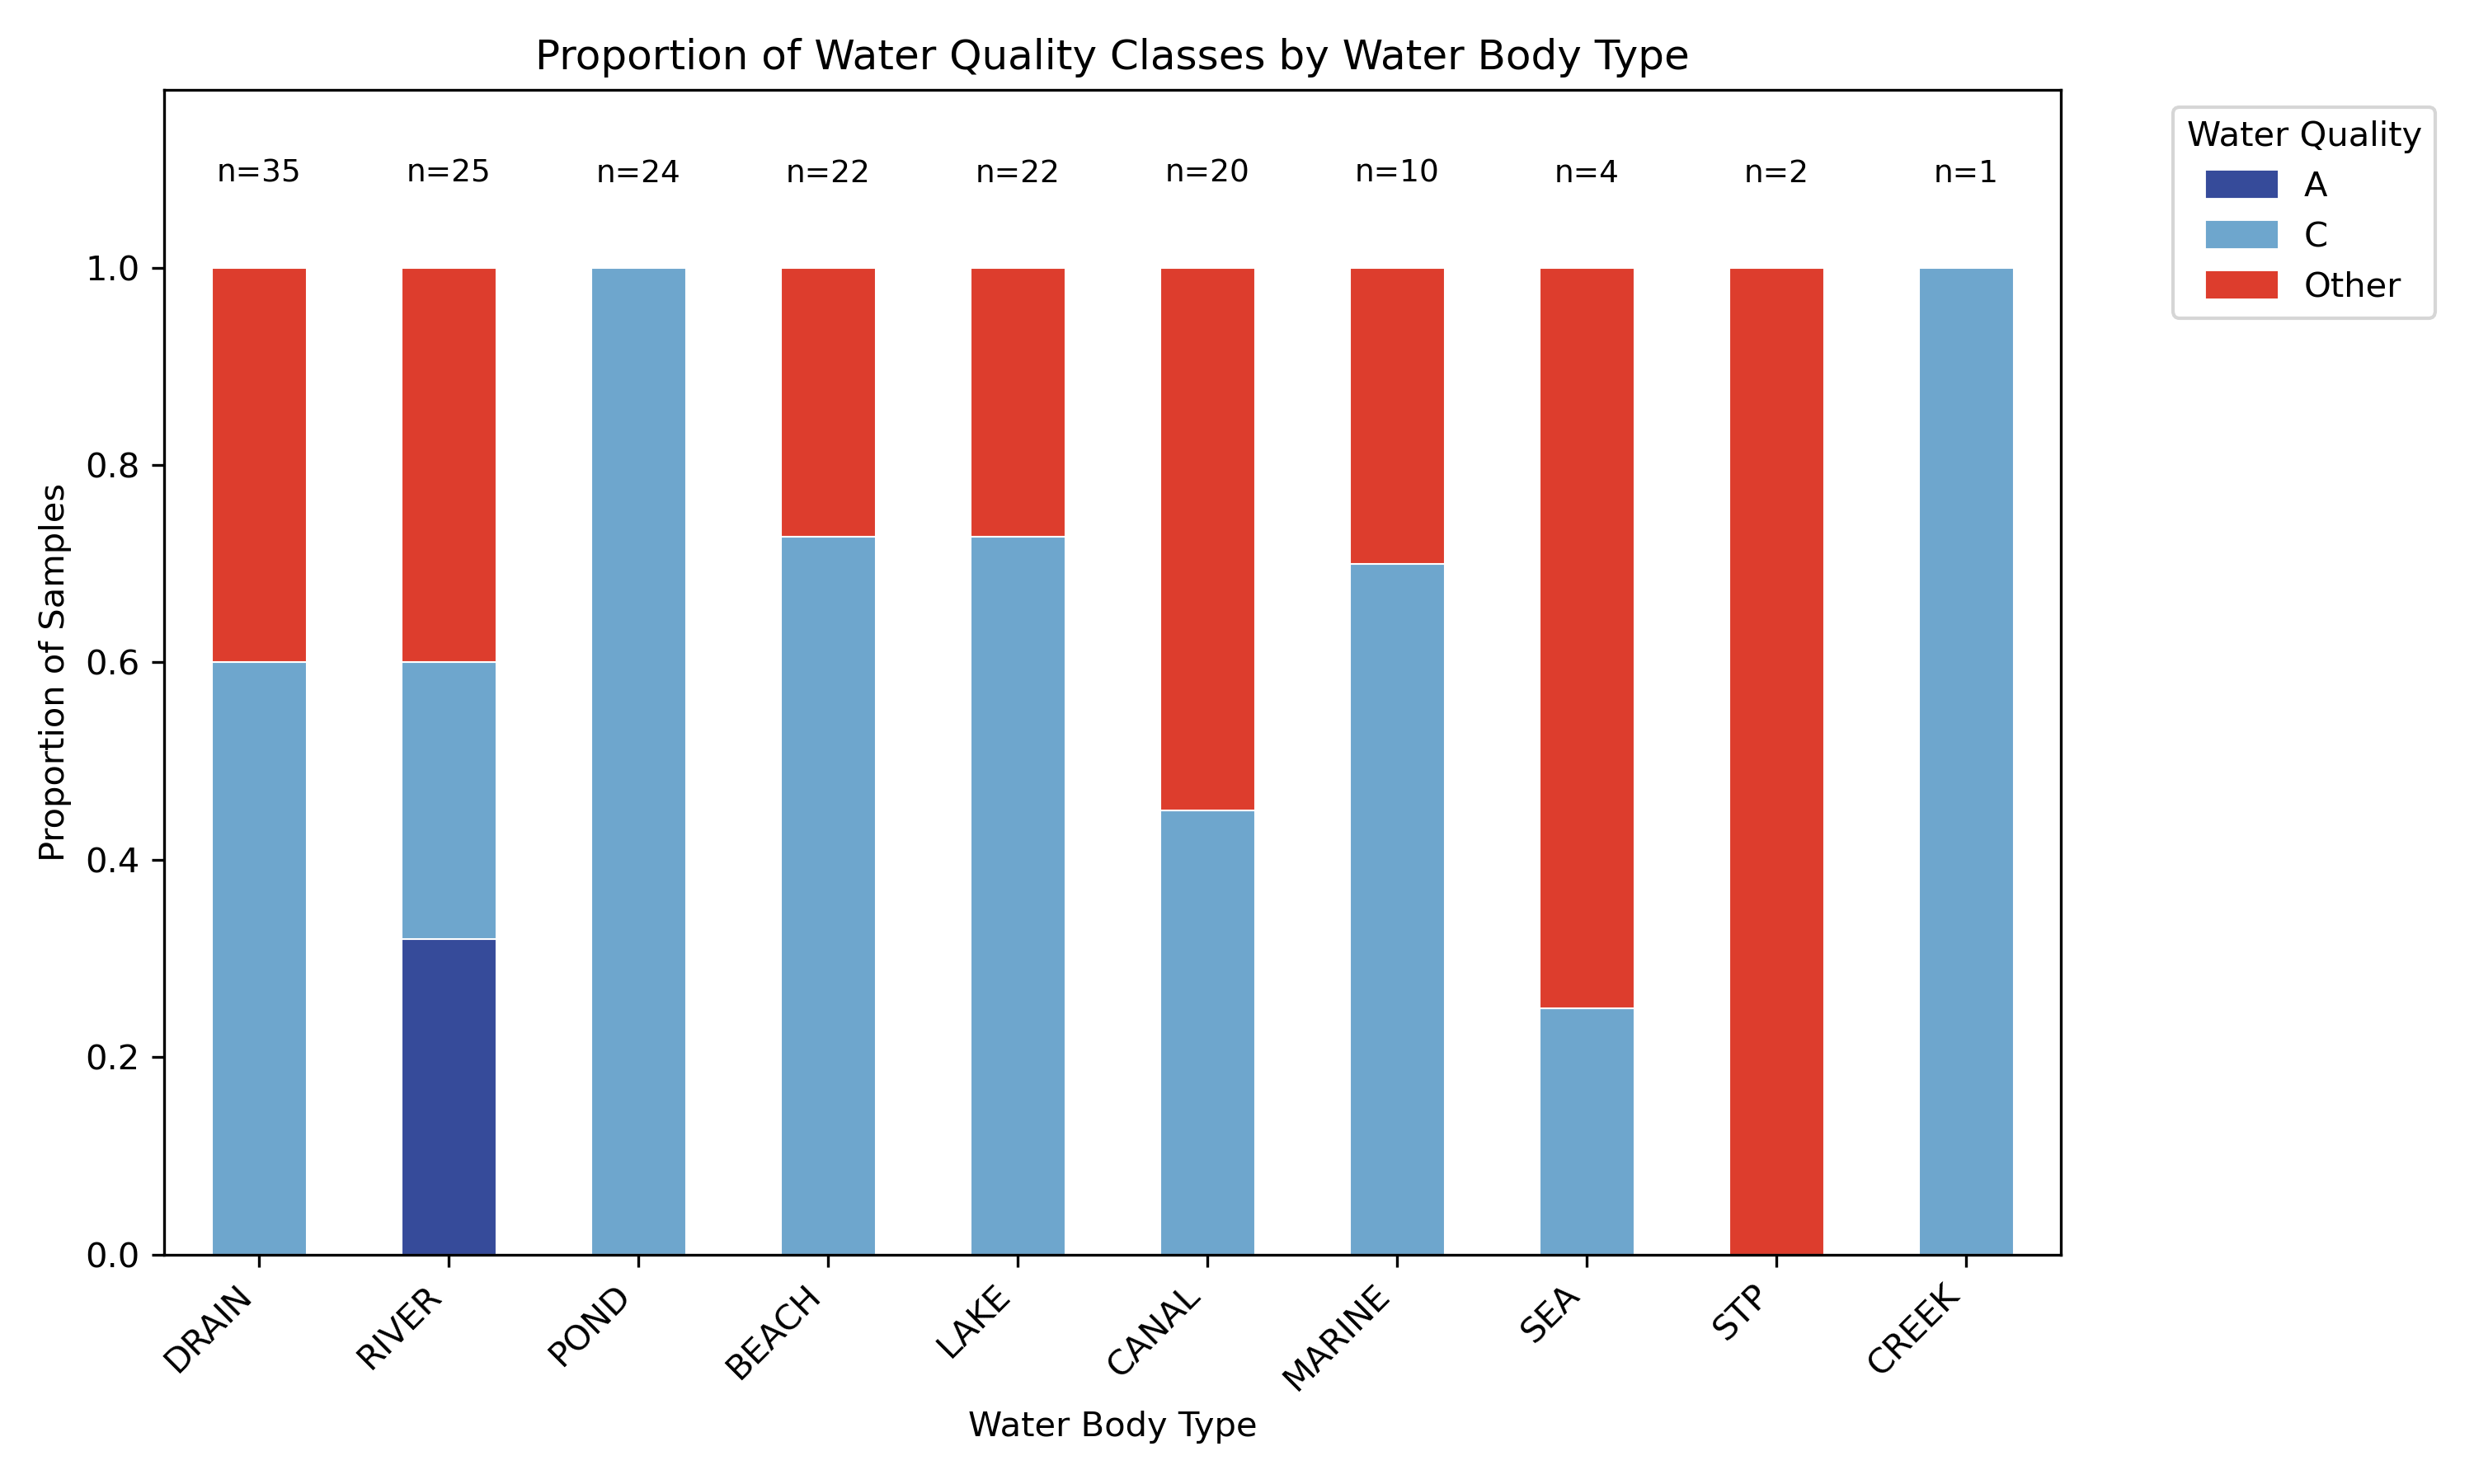 Proportion of Water Quality Classes by Water Body Type
n=35 n=25 n=24 n=22 n=22 n=20 n=10 n=4 n=2 n=1
Water Quality
A
C
Other
1.0
0.8
0.6
0.4
0.2
0.0
Proportion of Samples
DRAIN RIVER POND BEACH LAKE CANAL MARINE SEA STP CREEK
Water Body Type